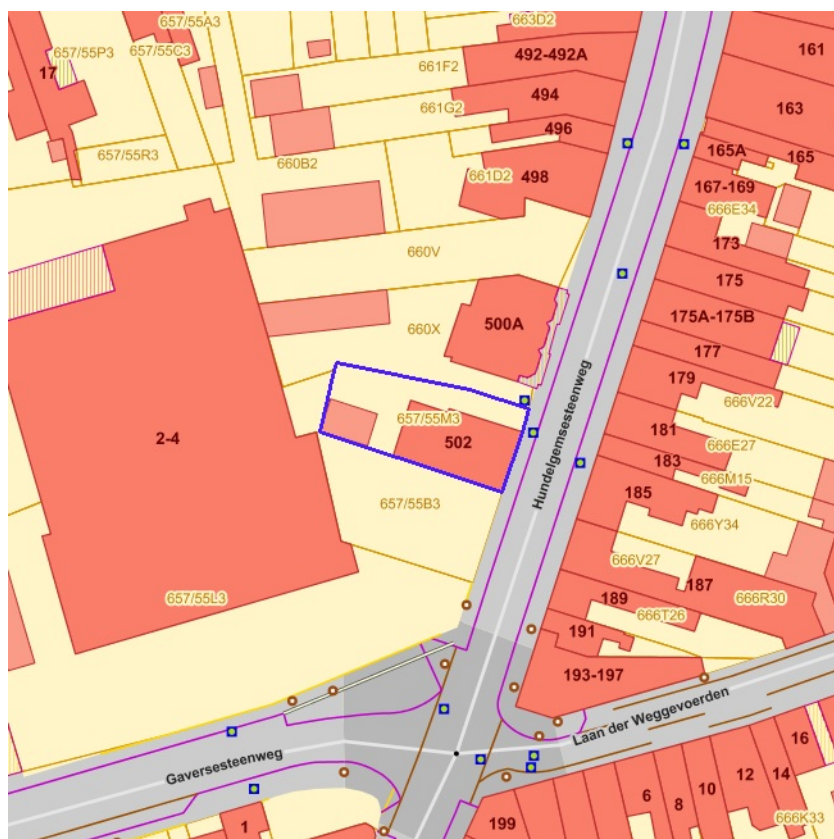 657/55A3
663D2
657/55P3
657/55C3
492-492A
161
17
661F2
494
163
661G2
496
657/55R3
660B2
165A
165
661D2
498
167-169
666E34
660V
173
175
500A
175A-175B
660X
177
179
666V22
657/55M3
2-4
502
181
666E27
183
666M15
Hundelgemsesteenweg
185
657/55B3
666Y34
666V27
187
657/55L3
189
666R30
666T26
191
193-197
Laan der Weggevoerden
Gaversesteenweg
16
14
12
10
8
6
1
199
666K33